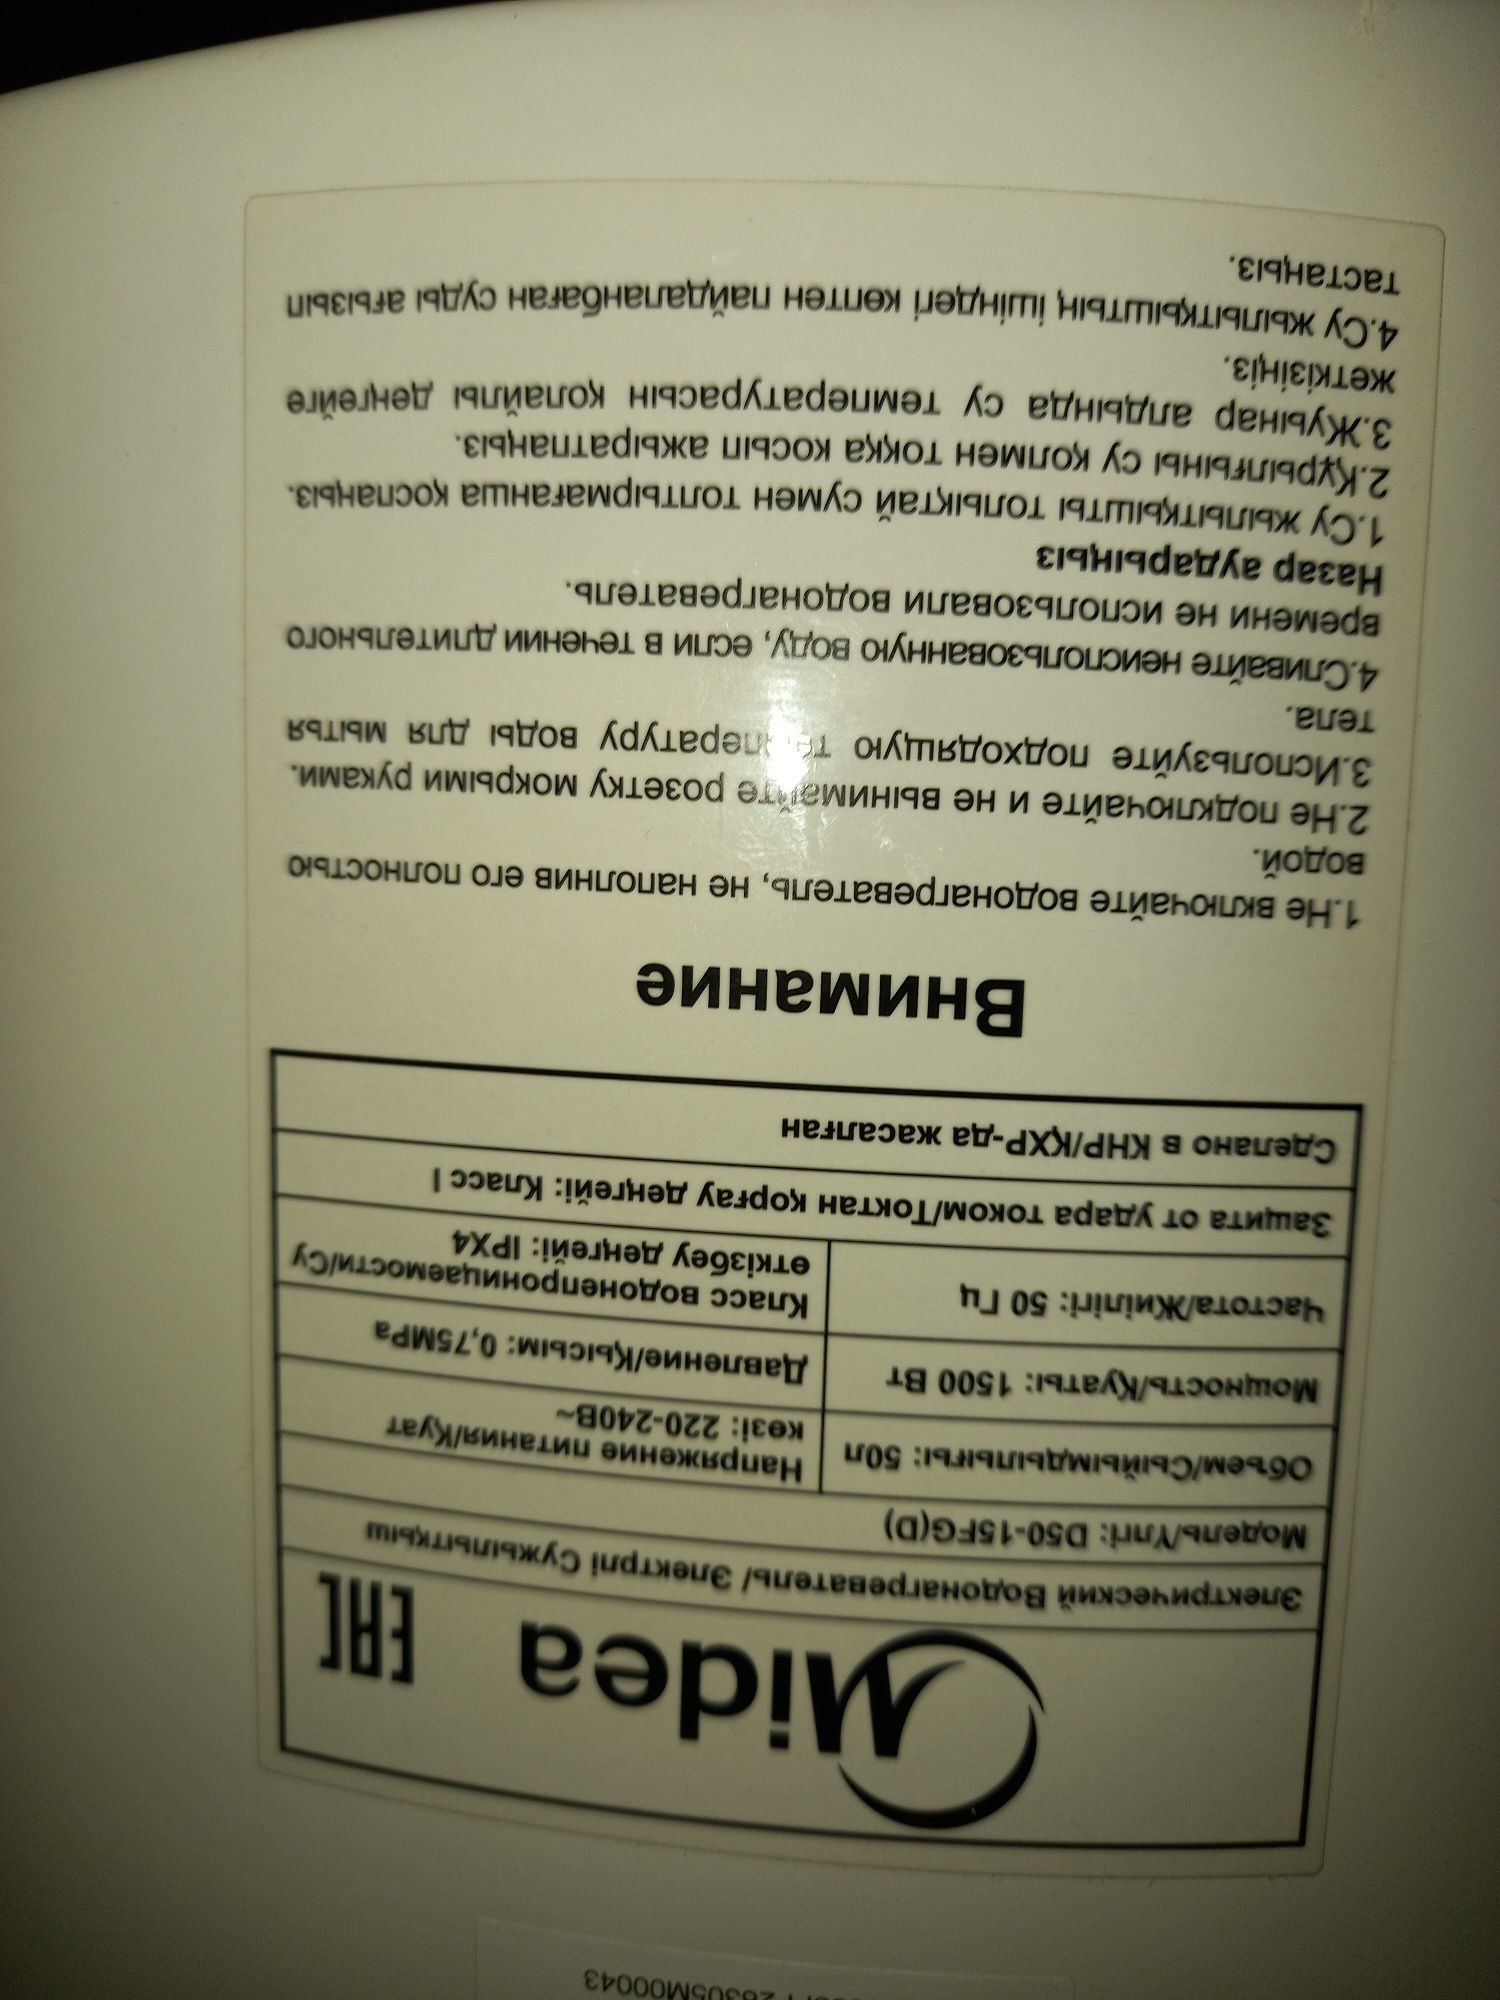 Midea EAC
Электрический Водонагреватель/ Электрлі Сужылытқыш
Модель/Үлгі: D50-15FG(D)
Объем/Сыйымдылығы: 50л
Напряжение питания/Қуат
көзі: 220-240В~
Мощность/Қуаты: 1500 Вт
Давление/Қысым: 0,75MPa
Частота/Жиілігі: 50 Гц
Класс водонепроницаемости/Су
өткізбеу деңгейі: IPX4
Защита от удара током/Токтан қорғау деңгейі: Класс I
Сделано в КНР/ҚХР-да жасалған
Внимание
1.Не включайте водонагреватель, не наполнив его полностью
водой.
2.Не подключайте и не вынимайте розетку мокрыми руками.
3.Используйте подходящую температуру воды для мытья
тела.
4.Сливайте неиспользованную воду, если в течении длительного
времени не использовали водонагреватель.
Назар аударыңыз
1.Су жылытқышты толықтай сумен толтырмағанша қоспаңыз.
2.Құрылғыны су қолмен тоққа косып ажыратпаңыз.
3.Жуынар алдында су температурасын қолайлы деңгейге
жеткізіңіз.
4.Су жылытқыштың ішіндегі көптен пайдаланбаған суды ағызып
тастаңыз.
26305M00043